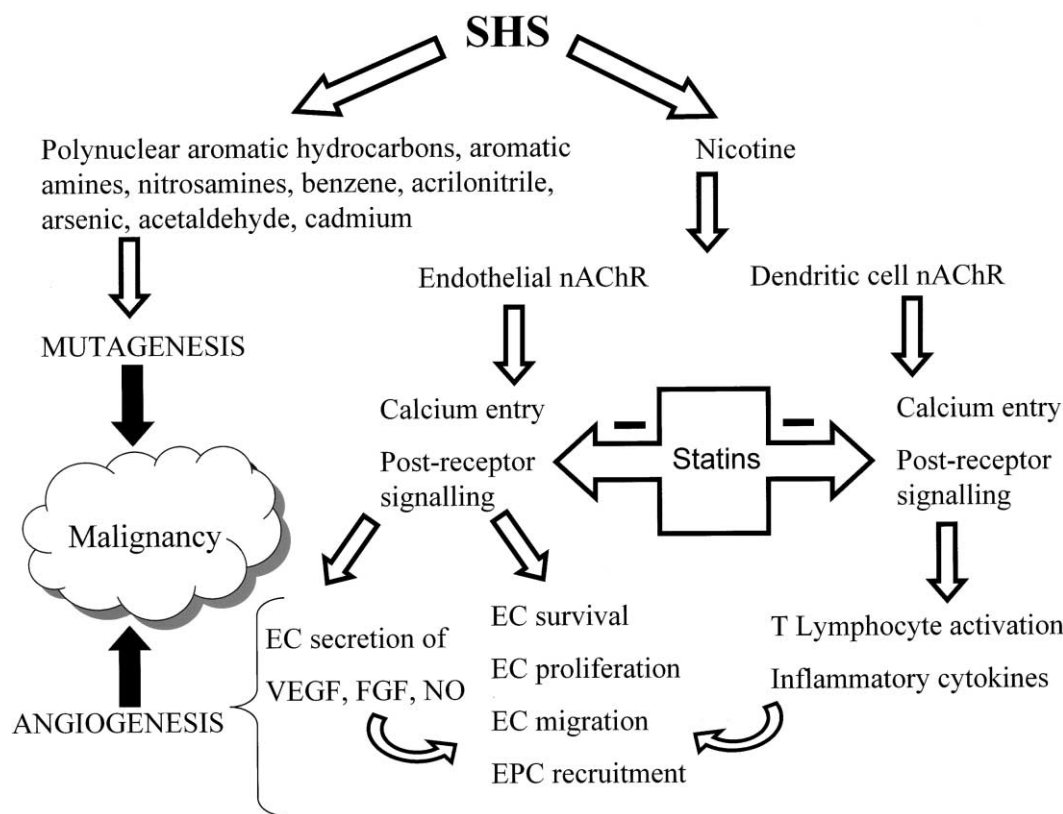 SHS
Polynuclear aromatic hydrocarbons, aromatic
amines, nitrosamines, benzene, acrilonitrile,
arsenic, acetaldehyde, cadmium
Nicotine
Endothelial nAChR
Dendritic cell nAChR
MUTAGENESIS
Calcium entry
Post-receptor
signalling
Statins
Calcium entry
Post-receptor
signalling
Malignancy
ANGIOGENESIS
EC secretion of
VEGF, FGF, NO
EC survival
EC proliferation
EC migration
EPC recruitment
T Lymphocyte activation
Inflammatory cytokines